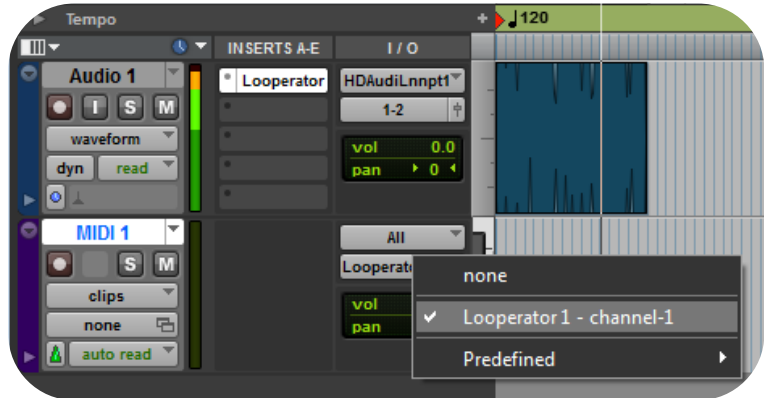 Tempo
+
120
INSERTS A-E
I / O
Audio 1
Looperator
HDAudiLnnpt1
I S M
1-2
waveform
vol 0.0
dyn read
pan 0
MIDI 1
All
S M
Looperat
none
clips
vol
Looperator 1 - channel-1
none
pan
auto read
Predefined